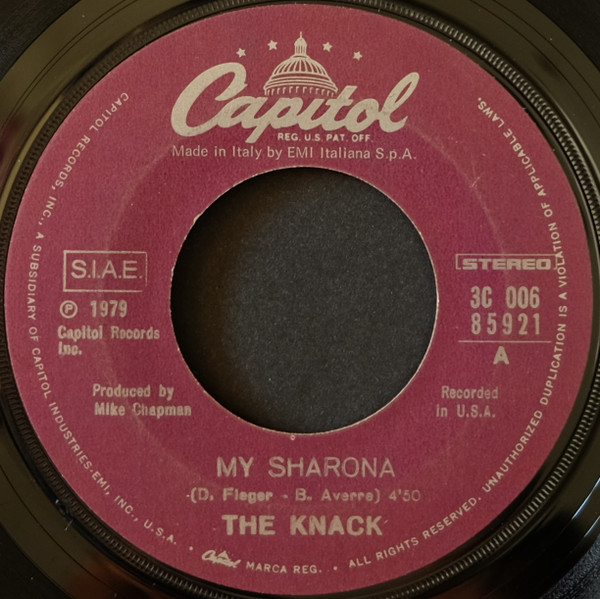 Capitol
REG. U.S. PAT. OFF.
Made in Italy by EMI Italiana S.p.A.
S.I.A.E.
℗ 1979
Capitol Records
Inc.
Produced by
Mike Chapman
STEREO
3C 006
85921
A
Recorded
in U.S.A.
MY SHARONA
(D. Fieger - B. Averre) 4'50
THE KNACK
CAPITOL RECORDS, INC., A SUBSIDIARY OF CAPITOL INDUSTRIES-EMI, INC., U.S.A. • Capitol MARCA REG. • ALL RIGHTS RESERVED. UNAUTHORIZED DUPLICATION IS A VIOLATION OF APPLICABLE LAWS.